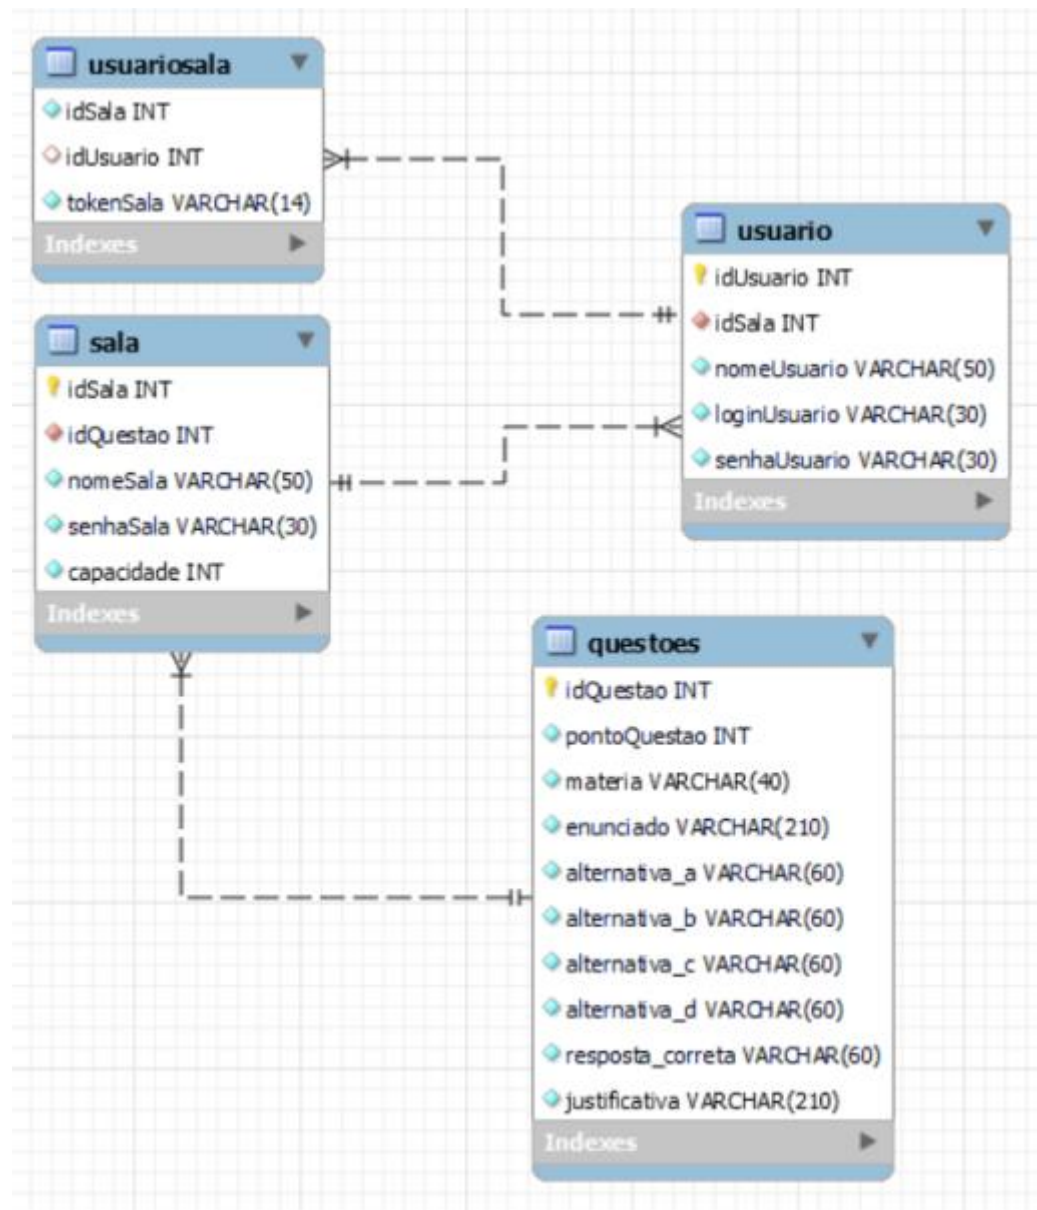 usuariosala
idSala INT
idUsuario INT
tokenSala VARCHAR(14)
Indexes
usuario
idUsuario INT
idSala INT
nomeUsuario VARCHAR(50)
loginUsuario VARCHAR(30)
senhaUsuario VARCHAR(30)
Indexes
sala
idSala INT
idQuestao INT
nomeSala VARCHAR(50)
senhaSala VARCHAR(30)
capacidade INT
Indexes
questoes
idQuestao INT
pontoQuestao INT
materia VARCHAR(40)
enunciado VARCHAR(210)
alternativa_a VARCHAR(60)
alternativa_b VARCHAR(60)
alternativa_c VARCHAR(60)
alternativa_d VARCHAR(60)
resposta_correta VARCHAR(60)
justificativa VARCHAR(210)
Indexes